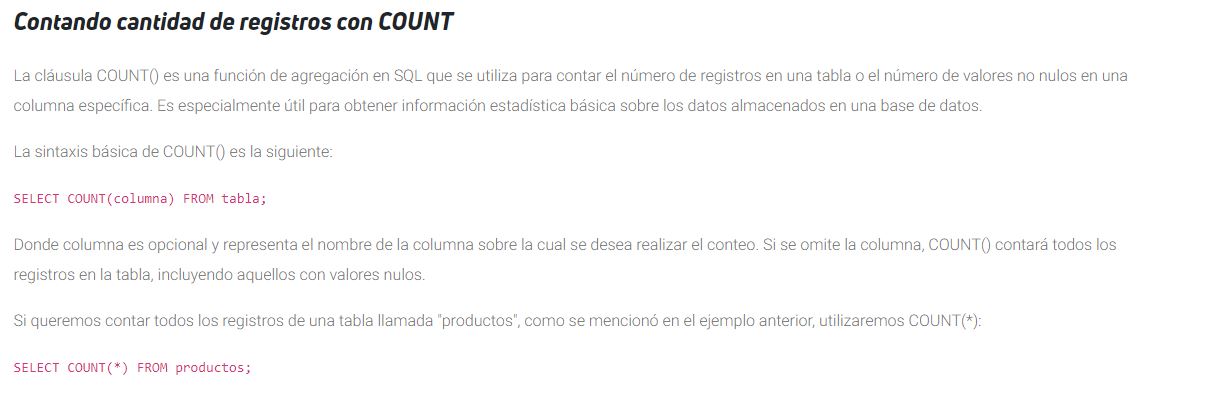 Contando cantidad de registros con COUNT
La cláusula COUNT() es una función de agregación en SQL que se utiliza para contar el número de registros en una tabla o el número de valores no nulos en una
columna específica. Es especialmente útil para obtener información estadística básica sobre los datos almacenados en una base de datos.
La sintaxis básica de COUNT() es la siguiente:
SELECT COUNT(columna) FROM tabla;
Donde columna es opcional y representa el nombre de la columna sobre la cual se desea realizar el conteo. Si se omite la columna, COUNT() contará todos los
registros en la tabla, incluyendo aquellos con valores nulos.
Si queremos contar todos los registros de una tabla llamada "productos", como se mencionó en el ejemplo anterior, utilizaremos COUNT(*):
SELECT COUNT(*) FROM productos;